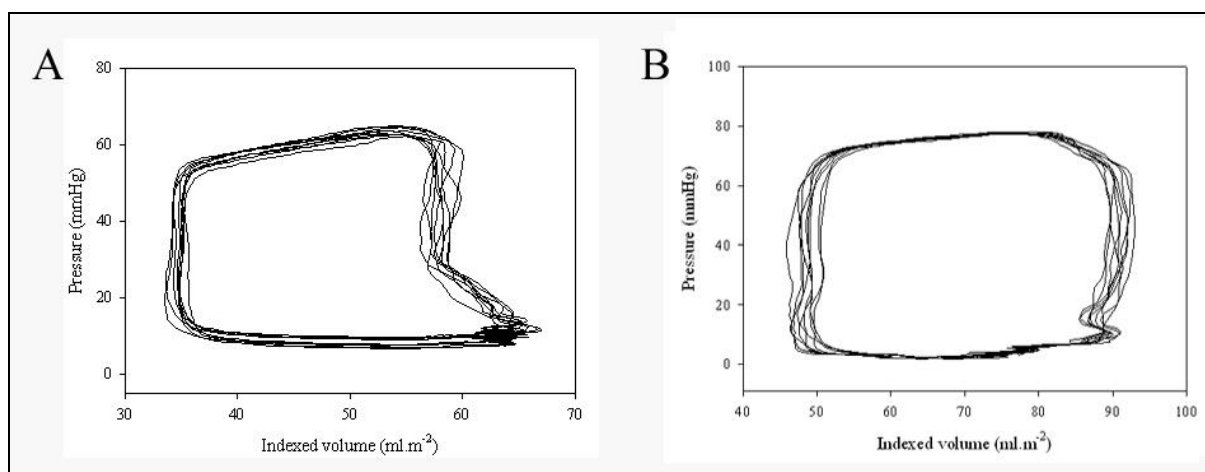 A
80
60
40
20
0
Pressure (mmHg)
30 40 50 60 70
Indexed volume (ml.m-2)
B
100
80
60
40
20
0
Pressure (mmHg)
40 50 60 70 80 90 100
Indexed volume (ml.m-2)